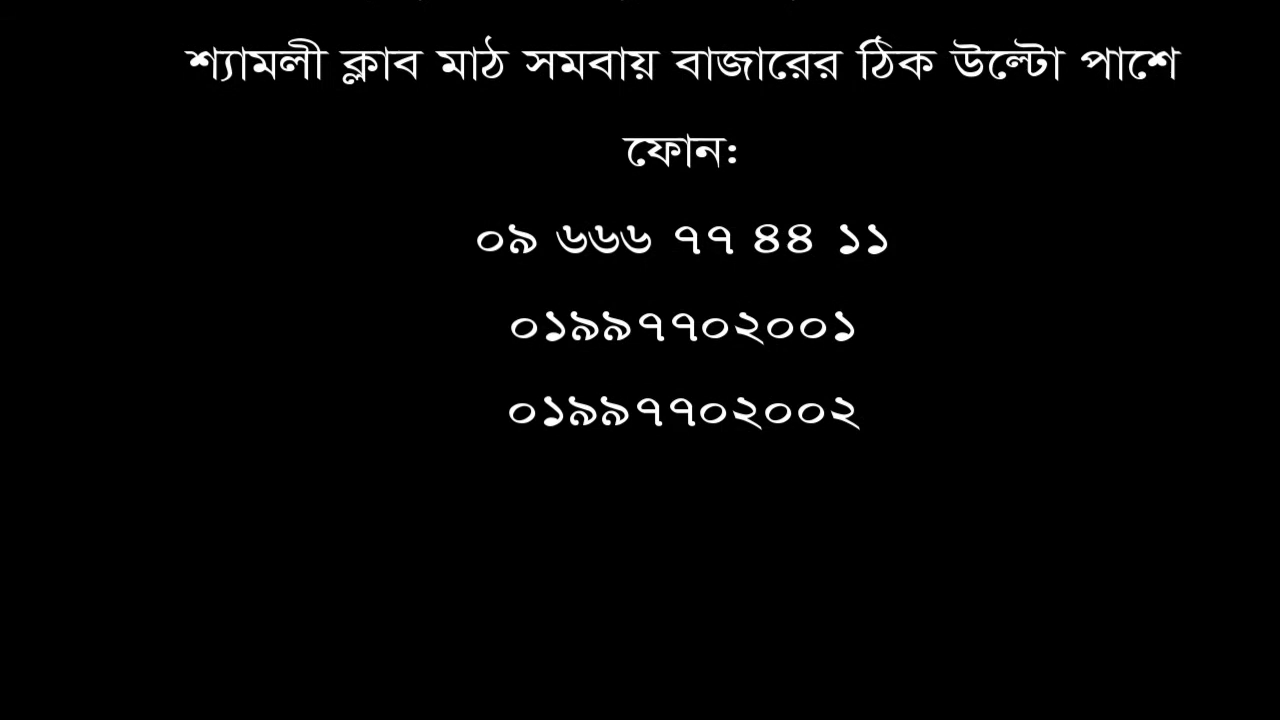 শ্যামলী ক্লাব মাঠ সমবায় বাজারের ঠিক উল্টো পাশে
ফোনঃ
০৯ ৬৬৬ ৭৭ ৪৪ ১১
০১৯৯৭৭০২০০১
০১৯৯৭৭০২০০২